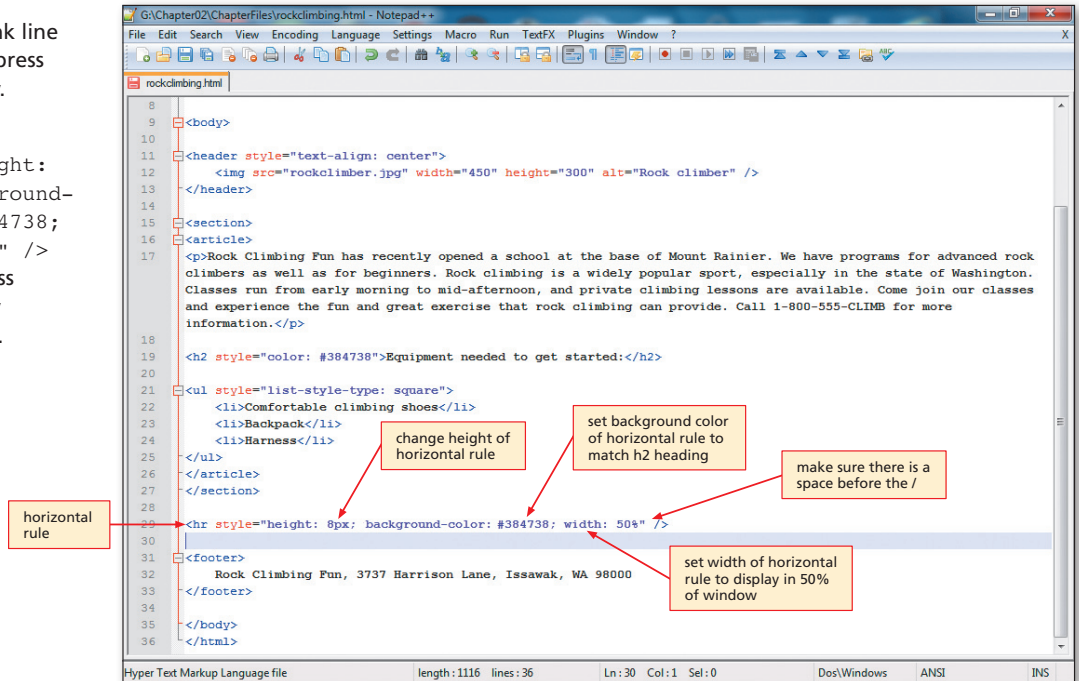 nk line
press
.
ght:
round-
4738;
" />
ss
.
G:\Chapter02\ChapterFiles\rockclimbing.html - Notepad++
File Edit Search View Encoding Language Settings Macro Run TextFX Plugins Window ? X
rockclimbing.html
8
9 <body>
10
11 <header style="text-align: center">
12 <img src="rockclimber.jpg" width="450" height="300" alt="Rock climber" />
13 </header>
14
15 <section>
16 <article>
17 <p>Rock Climbing Fun has recently opened a school at the base of Mount Rainier. We have programs for advanced rock
climbers as well as for beginners. Rock climbing is a widely popular sport, especially in the state of Washington.
Classes run from early morning to mid-afternoon, and private climbing lessons are available. Come join our classes
and experience the fun and great exercise that rock climbing can provide. Call 1-800-555-CLIMB for more
information.</p>
18
19 <h2 style="color: #384738">Equipment needed to get started:</h2>
20
21 <ul style="list-style-type: square">
22 <li>Comfortable climbing shoes</li>
23 <li>Backpack</li>
24 <li>Harness</li>
25 </ul>
26 </article>
27 </section>
28
29 <hr style="height: 8px; background-color: #384738; width: 50%" />
30
31 <footer>
32 Rock Climbing Fun, 3737 Harrison Lane, Issawak, WA 98000
33 </footer>
34
35 </body>
36 </html>
change height of
horizontal rule
set background color
of horizontal rule to
match h2 heading
make sure there is a
space before the /
horizontal
rule
set width of horizontal
rule to display in 50%
of window
Hyper Text Markup Language file length : 1116 lines : 36 Ln : 30 Col : 1 Sel : 0 Dos\Windows ANSI INS